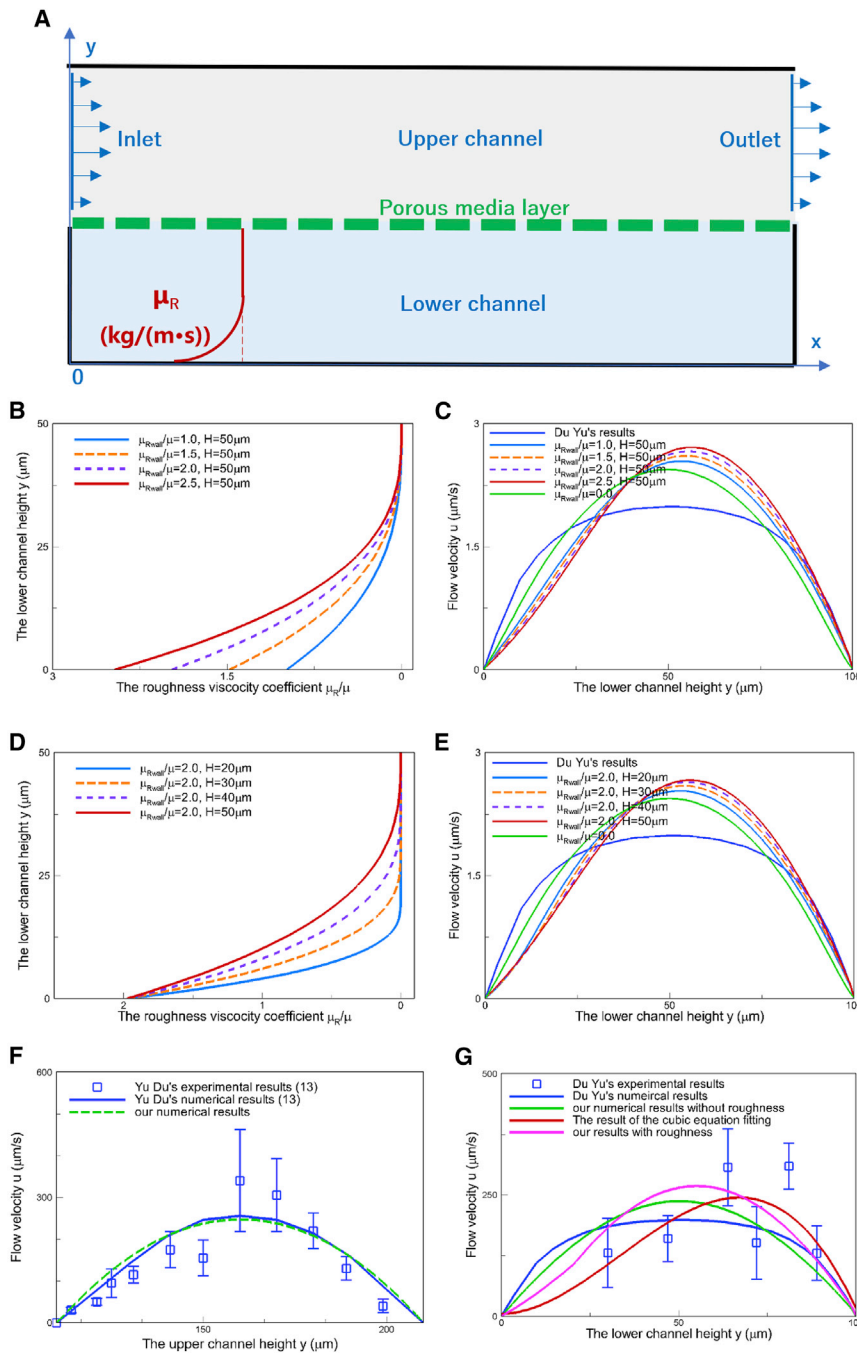 A
y
Inlet
Upper channel
Outlet
Porous media layer
μR
(kg/(m•s))
Lower channel
x
0
B
50
25
0
The lower channel height y (μm)
μRwall/μ=1.0, H=50μm
μRwall/μ=1.5, H=50μm
μRwall/μ=2.0, H=50μm
μRwall/μ=2.5, H=50μm
3
1.5
0
The roughness viscocity coefficient μR/μ
C
3
1.5
0
Flow velocity u (μm/s)
Du Yu's results
μRwall/μ=1.0, H=50μm
μRwall/μ=1.5, H=50μm
μRwall/μ=2.0, H=50μm
μRwall/μ=2.5, H=50μm
μRwall/μ=0.0
0
50
100
The lower channel height y (μm)
D
50
25
0
The lower channel height y (μm)
μRwall/μ=2.0, H=20μm
μRwall/μ=2.0, H=30μm
μRwall/μ=2.0, H=40μm
μRwall/μ=2.0, H=50μm
2
1
0
The roughness viscocity coefficient μR/μ
E
3
1.5
0
Flow velocity u (μm/s)
Du Yu's results
μRwall/μ=2.0, H=20μm
μRwall/μ=2.0, H=30μm
μRwall/μ=2.0, H=40μm
μRwall/μ=2.0, H=50μm
μRwall/μ=0.0
0
50
100
The lower channel height y (μm)
F
600
300
0
Flow velocity u (μm/s)
Yu Du's experimental results (13)
Yu Du's numerical results (13)
our numerical results
150
200
The upper channel height y (μm)
G
500
250
0
Flow velocity u (μm/s)
Du Yu's experimental results
Du Yu's numeircal results
our numerical results without roughness
The result of the cubic equation fitting
our results with roughness
0
50
100
The lower channel height y (μm)